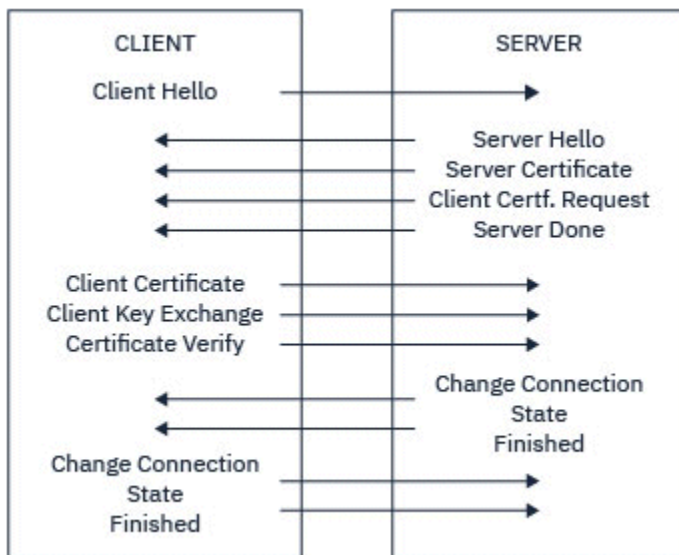 CLIENT
SERVER
Client Hello
Server Hello
Server Certificate
Client Certf. Request
Server Done
Client Certificate
Client Key Exchange
Certificate Verify
Change Connection
State
Finished
Change Connection
State
Finished